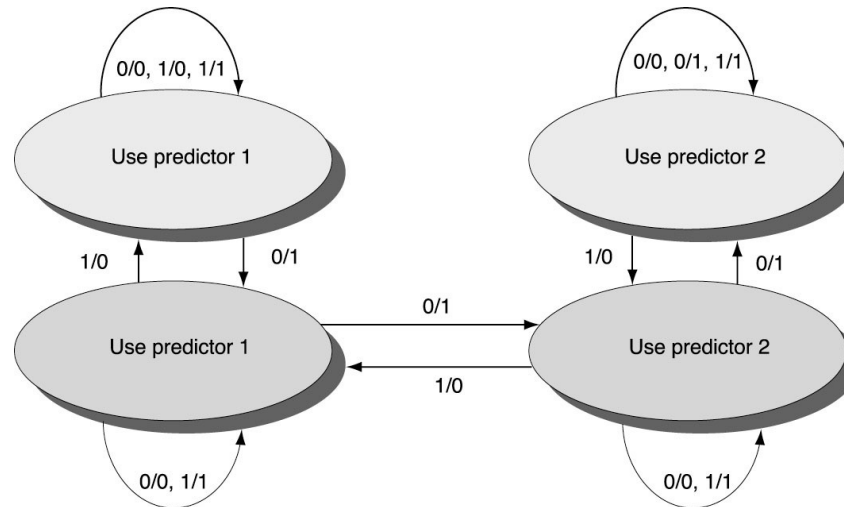 0/0, 1/0, 1/1
0/0, 0/1, 1/1
Use predictor 1
Use predictor 2
1/0
0/1
1/0
0/1
Use predictor 1
0/1
1/0
Use predictor 2
0/0, 1/1
0/0, 1/1